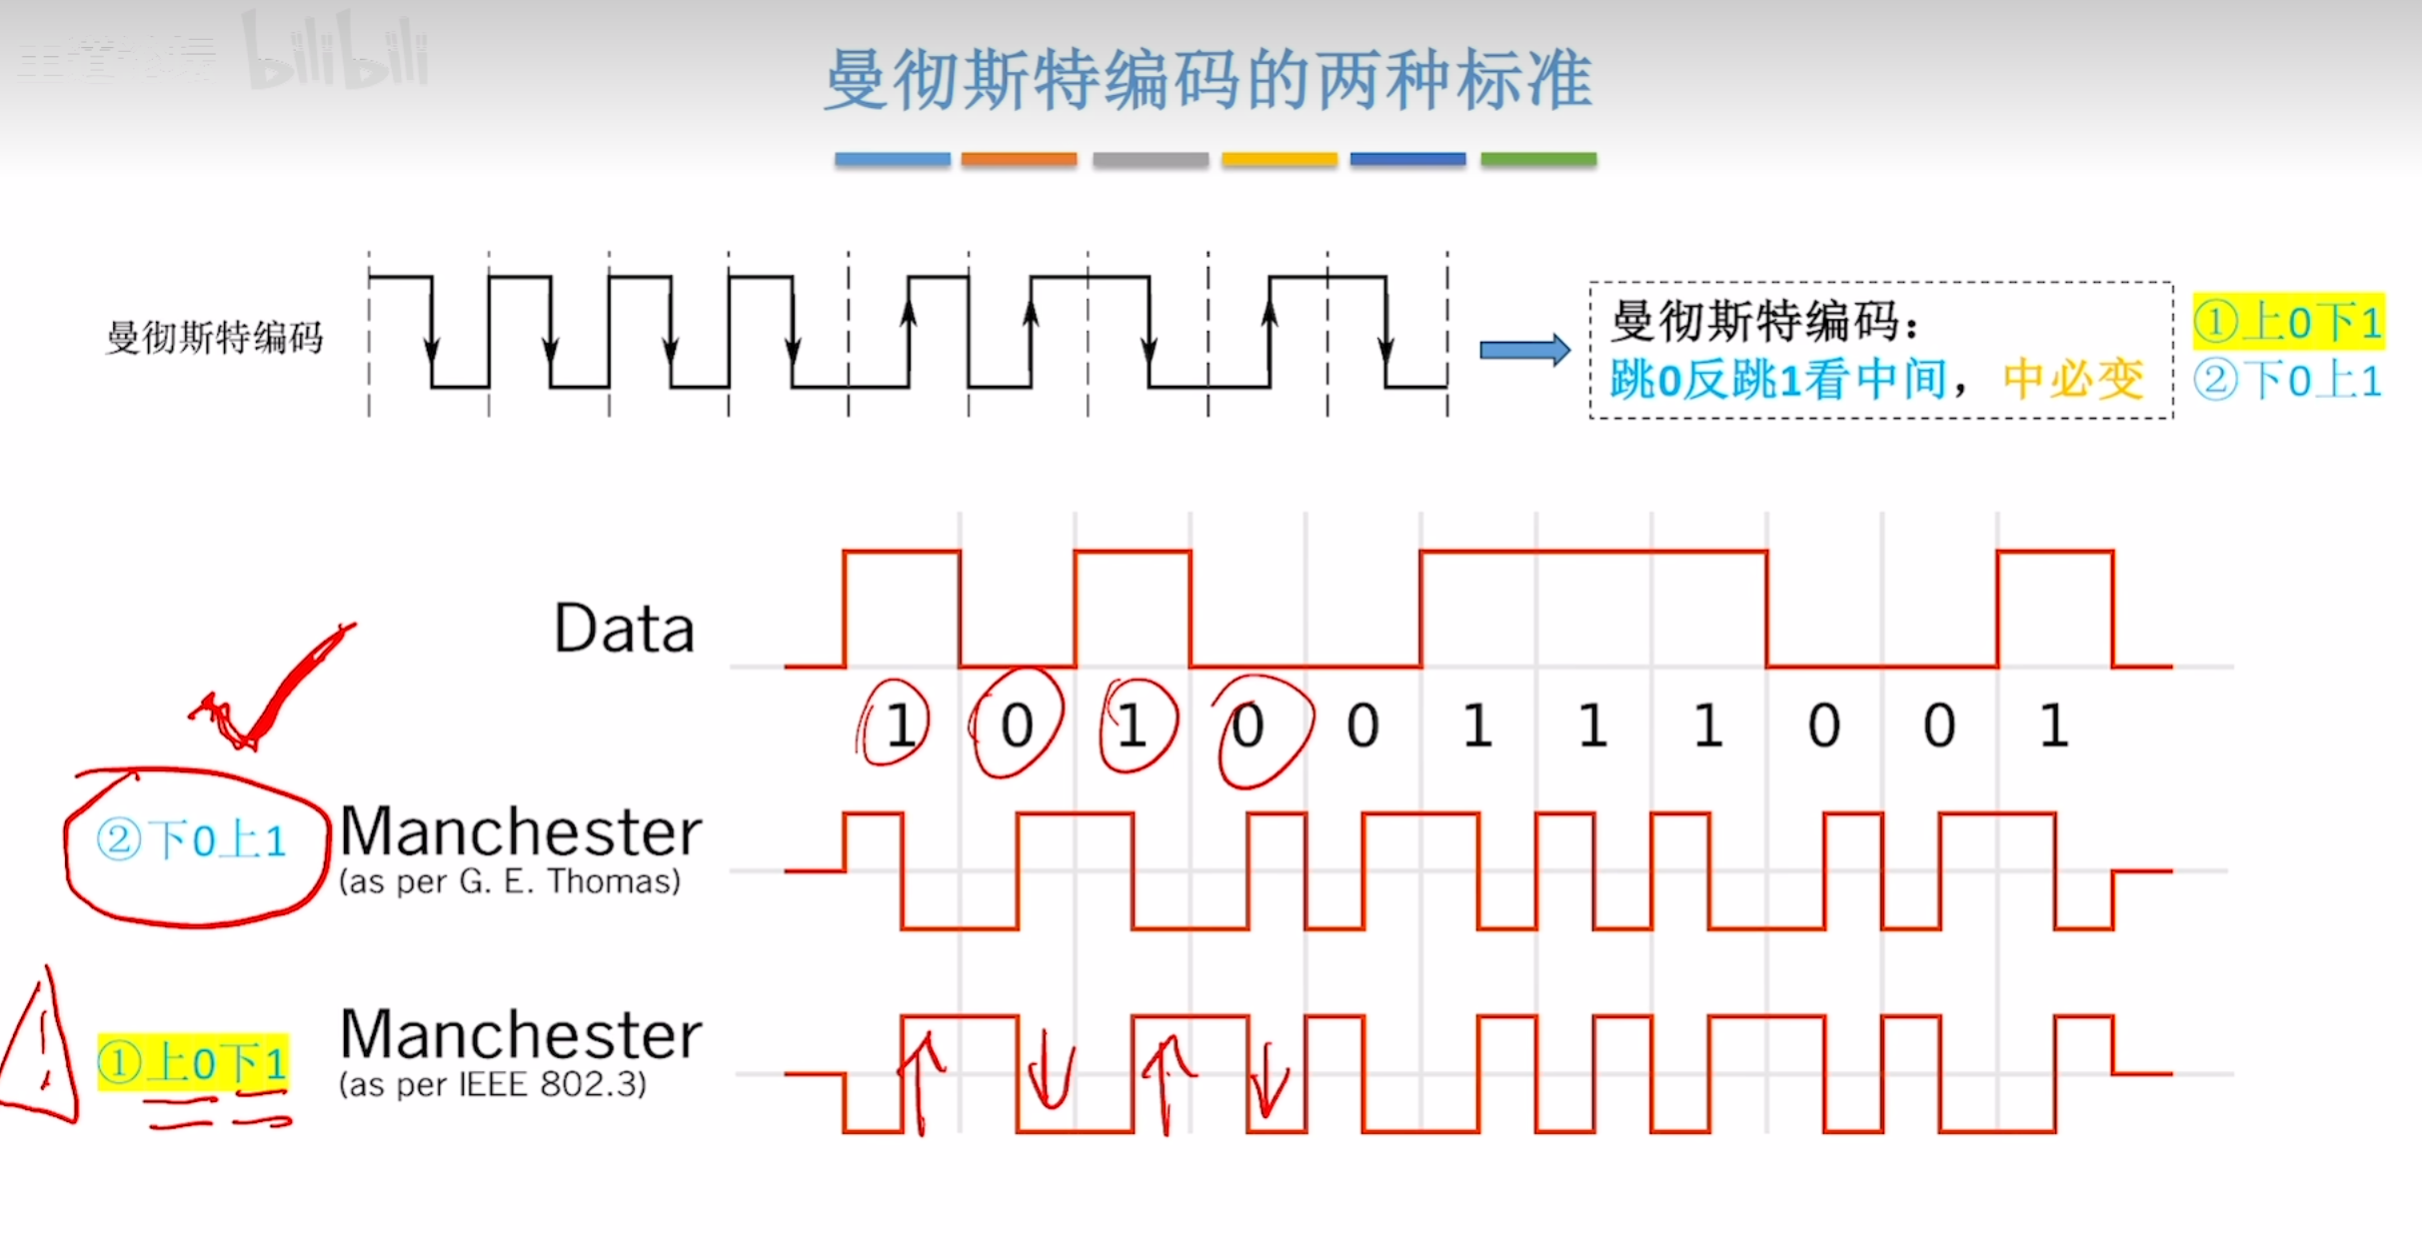 bilibili
曼彻斯特编码的两种标准
曼彻斯特编码
曼彻斯特编码：
跳0反跳1看中间，中必变
①上0下1
②下0上1
Data
1 0 1 0 0 1 1 1 0 0 1
②下0上1
Manchester
(as per G. E. Thomas)
①上0下1
Manchester
(as per IEEE 802.3)